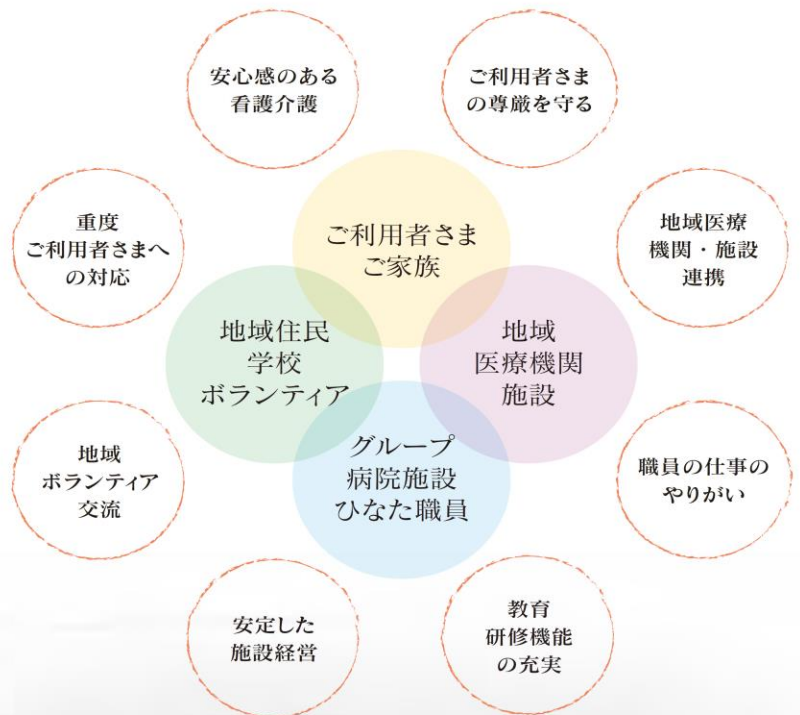 安心感のある
看護介護
ご利用者さま
の尊厳を守る
重度
ご利用者さまへ
の対応
ご利用者さま
ご家族
地域医療
機関・施設
連携
地域住民
学校
ボランティア
地域
医療機関
施設
地域
ボランティア
交流
グループ
病院施設
ひなた職員
職員の仕事の
やりがい
安定した
施設経営
教育
研修機能
の充実